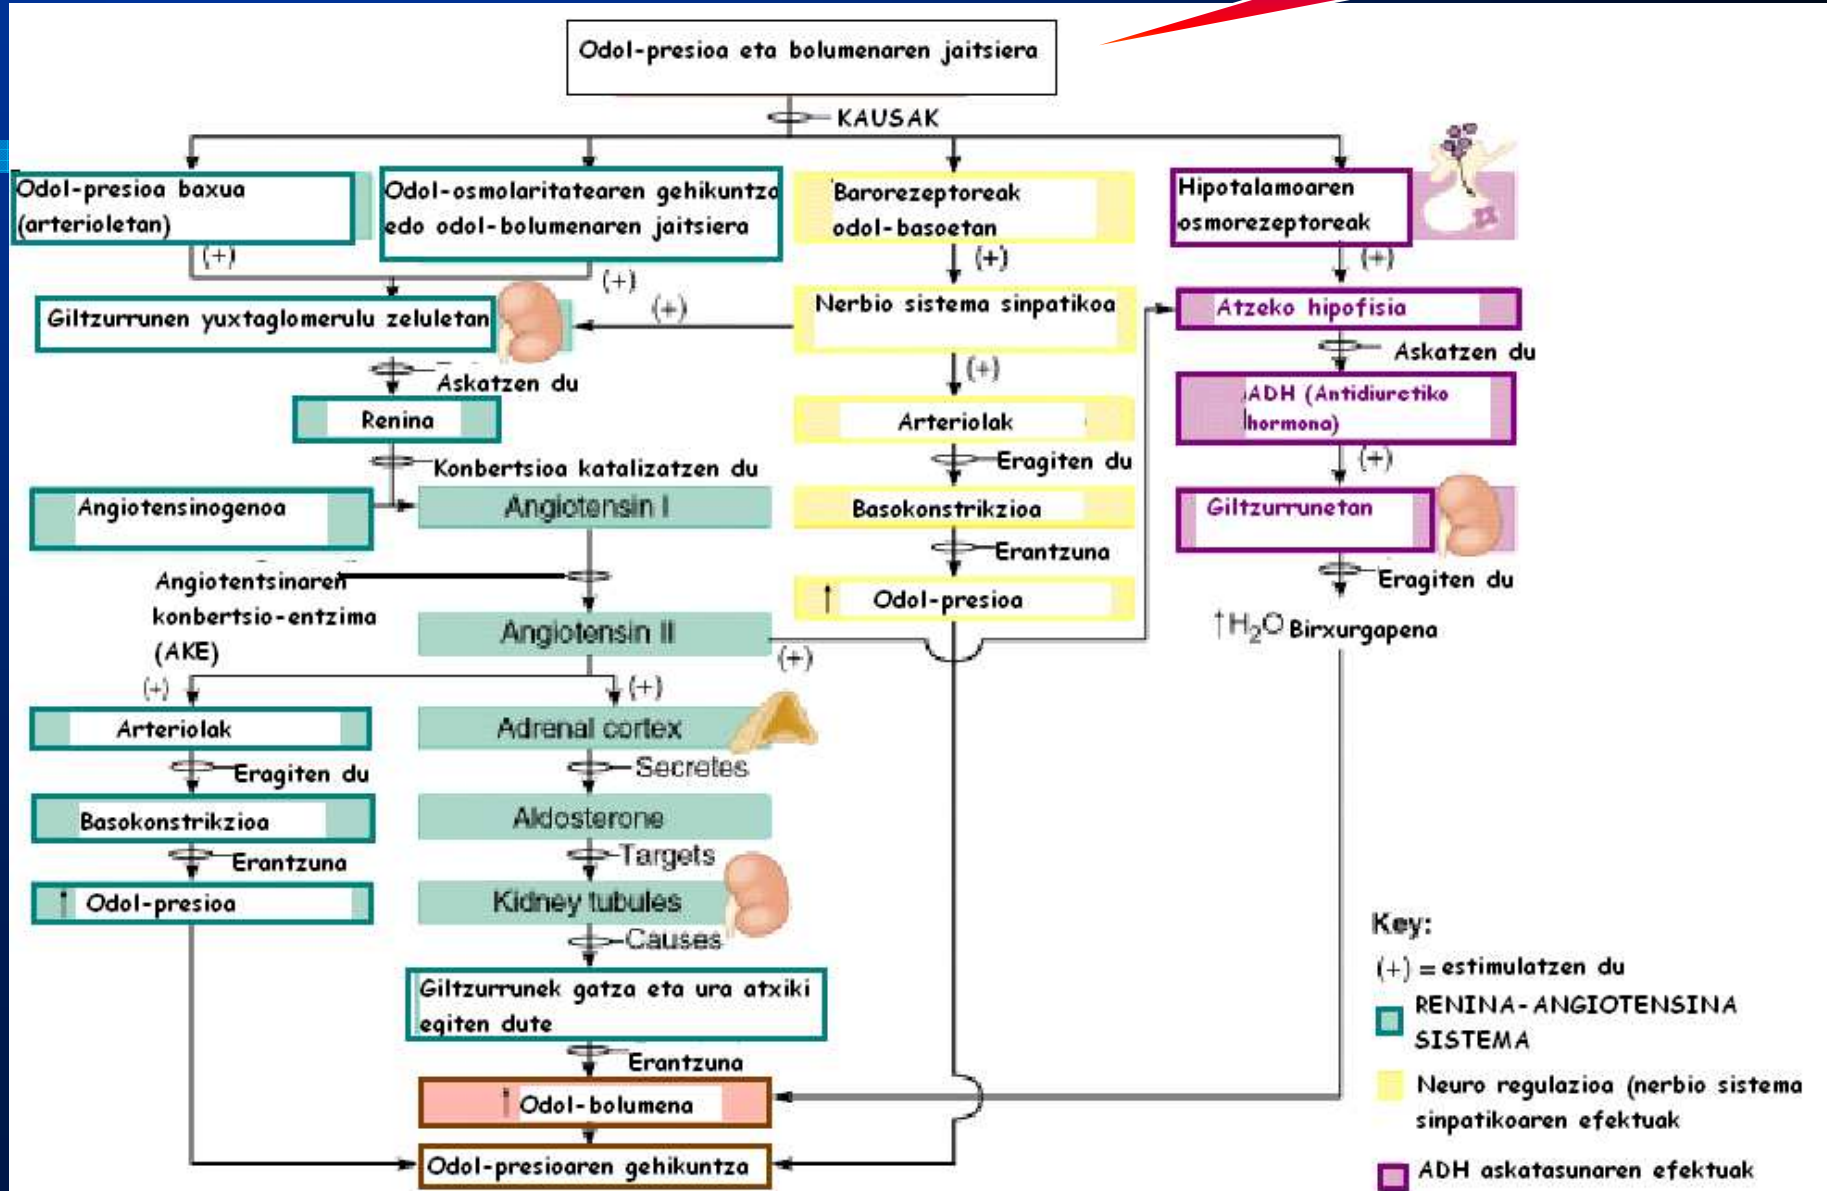 Odol-presioa eta bolumenaren jaitsiera
KAUSAK
Odol-presioa baxua
(arterioletan)
Odol-osmolaritatearen gehikuntza
edo odol-bolumenaren jaitsiera
Barorezeptoreak
odol-basoetan
Hipotalamoaren
osmorezeptoreak
(+)
(+)
(+)
(+)
Giltzurrunen yuxtaglomerulu zeluletan
(+)
Nerbio sistema sinpatikoa
Atzeko hipofisia
Askatzen du
(+)
Askatzen du
Renina
Arteriolak
ADH (Antidiuretiko
hormona)
Konbertsioa katalizatzen du
Eragiten du
(+)
Angiotensinogenoa
Angiotensin I
Basokonstrikzioa
Giltzurrunetan
Erantzuna
Eragiten du
Angiotentsinaren
konbertsio-entzima
(AKE)
↑ Odol-presioa
Angiotensin II
(+)
↑H₂O Birxurgapena
(+)
(+)
Arteriolak
Adrenal cortex
Eragiten du
Secretes
Basokonstrikzioa
Aldosterone
Erantzuna
Targets
↑ Odol-presioa
Kidney tubules
Causes
Giltzurrunek gatza eta ura atxiki
egiten dute
Erantzuna
↑ Odol-bolumena
Odol-presioaren gehikuntza
Key:
(+) = estimulatzen du
RENINA-ANGIOTENSINA
SISTEMA
Neuro regulazioa (nerbio sistema
sinpatikoaren efektuak
ADH askatasunaren efektuak